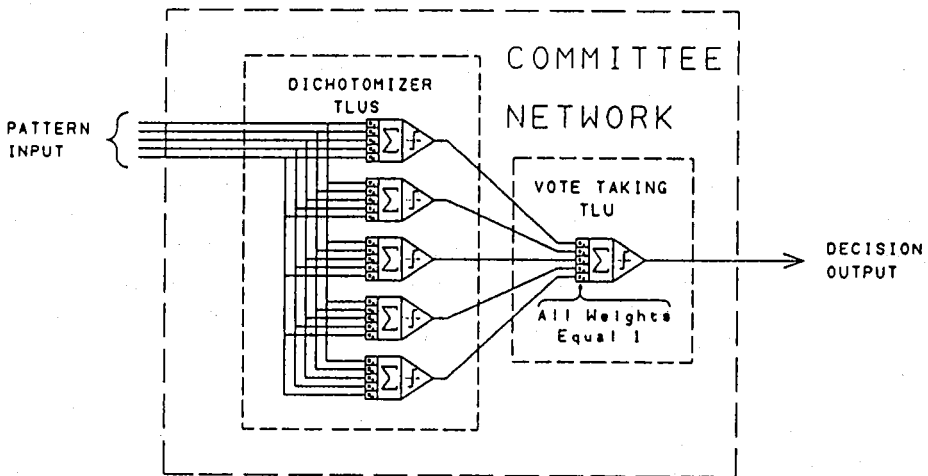 COMMITTEE
NETWORK
DICHOTOMIZER
TLUS
PATTERN
INPUT
Σ
Σ
Σ
Σ
Σ
VOTE TAKING
TLU
Σ
All Weights
Equal 1
DECISION
OUTPUT